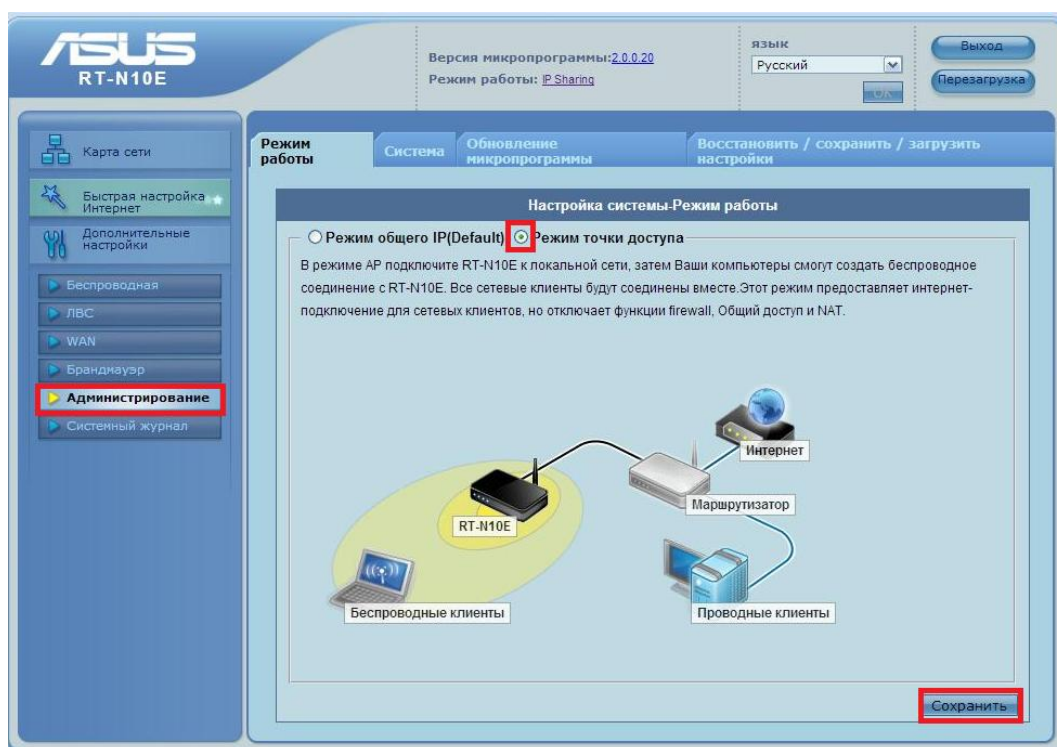 ASUS
RT-N10E
Версия микропрограммы:2.0.0.20
Режим работы: IP Sharing
язык
Русский
OK
Выход
Перезагрузка
Карта сети
Быстрая настройка
Интернет
Дополнительные
настройки
Беспроводная
ЛВС
WAN
Брандмауэр
Администрирование
Системный журнал
Режим
работы
Система
Обновление
микропрограммы
Восстановить / сохранить / загрузить
настройки
Настройка системы-Режим работы
Режим общего IP(Default)
Режим точки доступа
В режиме AP подключите RT-N10E к локальной сети, затем Ваши компьютеры смогут создать беспроводное
соединение с RT-N10E. Все сетевые клиенты будут соединены вместе.Этот режим предоставляет интернет-
подключение для сетевых клиентов, но отключает функции firewall, Общий доступ и NAT.
Интернет
Маршрутизатор
RT-N10E
Беспроводные клиенты
Проводные клиенты
Сохранить